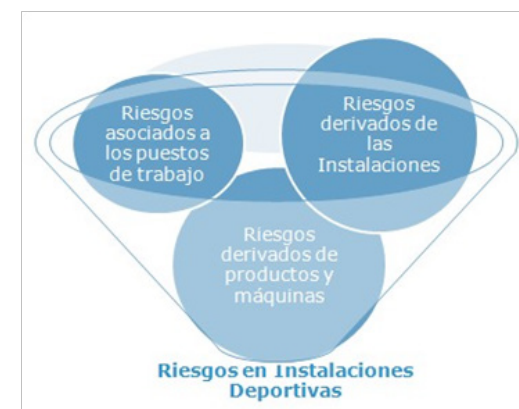 Riesgos
asociados a
los puestos
de trabajo
Riesgos
derivados de
las
Instalaciones
Riesgos
derivados de
productos y
máquinas
Riesgos en Instalaciones
Deportivas